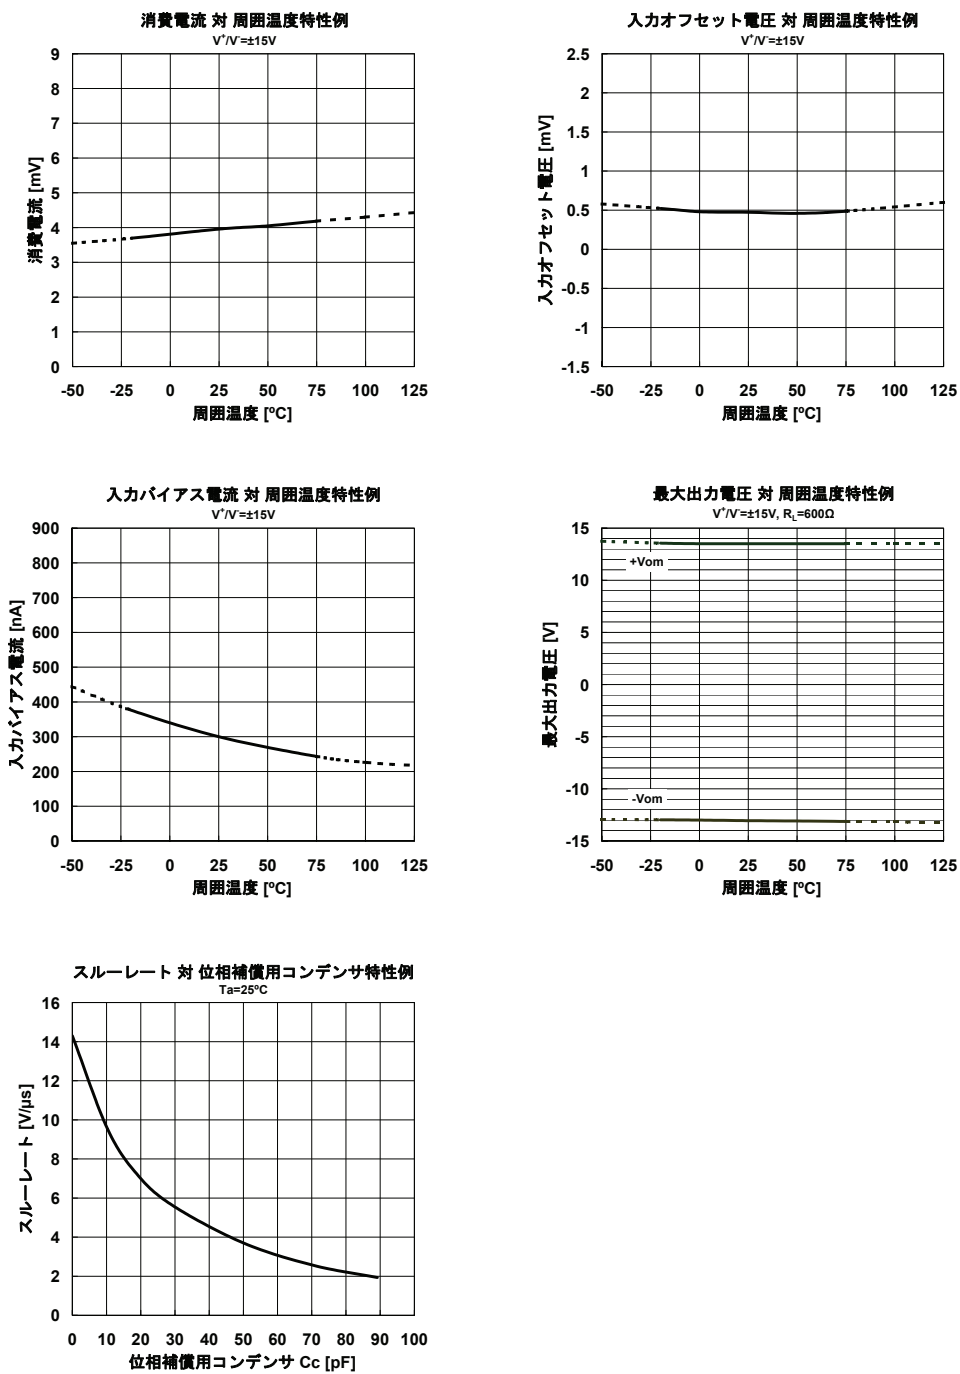 消費電流 対 周囲温度特性例
V+/V-=±15V
9
8
7
6
5
4
3
2
1
0
消費電流 [mV]
-50 -25 0 25 50 75 100 125
周囲温度 [ºC]
入力オフセット電圧 対 周囲温度特性例
V+/V-=±15V
2.5
2
1.5
1
0.5
0
-0.5
-1
-1.5
入力オフセット電圧 [mV]
-50 -25 0 25 50 75 100 125
周囲温度 [ºC]
入力バイアス電流 対 周囲温度特性例
V+/V-=±15V
900
800
700
600
500
400
300
200
100
0
入力バイアス電流 [nA]
-50 -25 0 25 50 75 100 125
周囲温度 [ºC]
最大出力電圧 対 周囲温度特性例
V+/V-=±15V, RL=600Ω
15
10
5
0
-5
-10
-15
最大出力電圧 [V]
+Vom
-Vom
-50 -25 0 25 50 75 100 125
周囲温度 [ºC]
スルーレート 対 位相補償用コンデンサ特性例
Ta=25ºC
16
14
12
10
8
6
4
2
0
スルーレート [V/µs]
0 10 20 30 40 50 60 70 80 90 100
位相補償用コンデンサ Cc [pF]